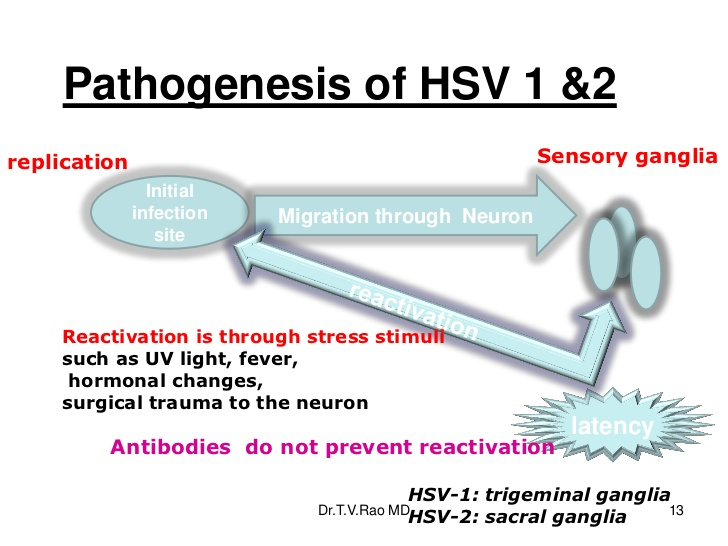 Pathogenesis of HSV 1 &2
replication
Sensory ganglia
Initial
infection
site
Migration through  Neuron
reactivation
Reactivation is through stress stimuli
such as UV light, fever,
hormonal changes,
surgical trauma to the neuron
latency
Antibodies  do not prevent reactivation
HSV-1: trigeminal ganglia
HSV-2: sacral ganglia
Dr.T.V.Rao MD
13